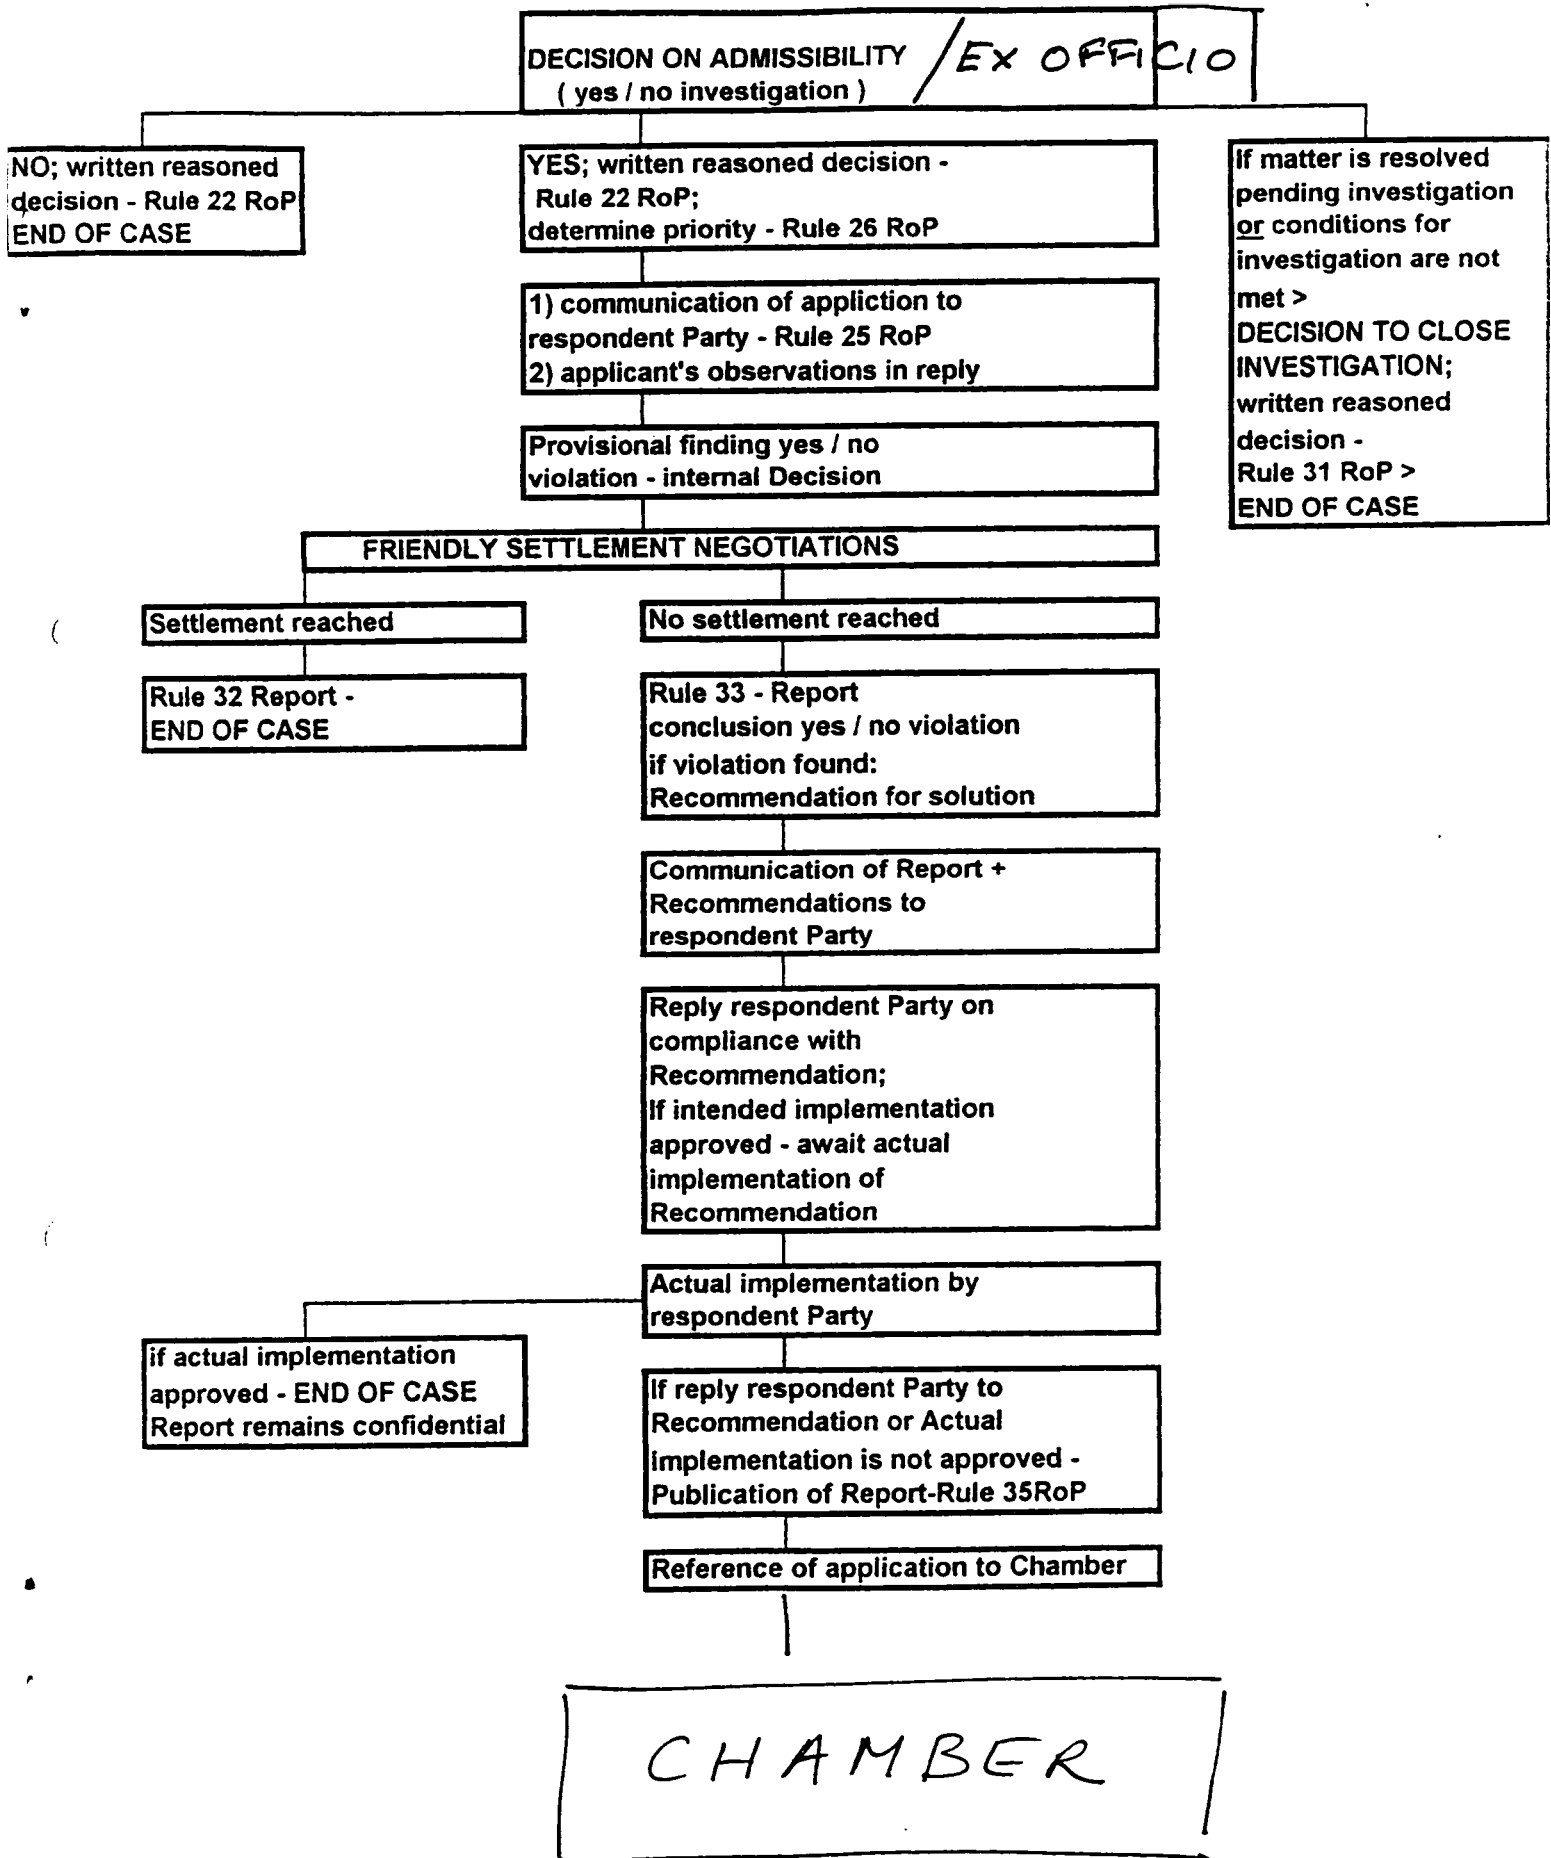 DECISION ON ADMISSIBILITY / EX OFFICIO
( yes / no investigation )
NO; written reasoned
decision - Rule 22 RoP
END OF CASE
YES; written reasoned decision -
Rule 22 RoP;
determine priority - Rule 26 RoP
If matter is resolved
pending investigation
or conditions for
investigation are not
met >
DECISION TO CLOSE
INVESTIGATION;
written reasoned
decision -
Rule 31 RoP >
END OF CASE
1) communication of appliction to
respondent Party - Rule 25 RoP
2) applicant's observations in reply
Provisional finding yes / no
violation - internal Decision
FRIENDLY SETTLEMENT NEGOTIATIONS
Settlement reached
No settlement reached
Rule 32 Report -
END OF CASE
Rule 33 - Report
conclusion yes / no violation
if violation found:
Recommendation for solution
Communication of Report +
Recommendations to
respondent Party
Reply respondent Party on
compliance with
Recommendation;
If intended implementation
approved - await actual
implementation of
Recommendation
Actual implementation by
respondent Party
if actual implementation
approved - END OF CASE
Report remains confidential
If reply respondent Party to
Recommendation or Actual
implementation is not approved -
Publication of Report-Rule 35RoP
Reference of application to Chamber
CHAMBER